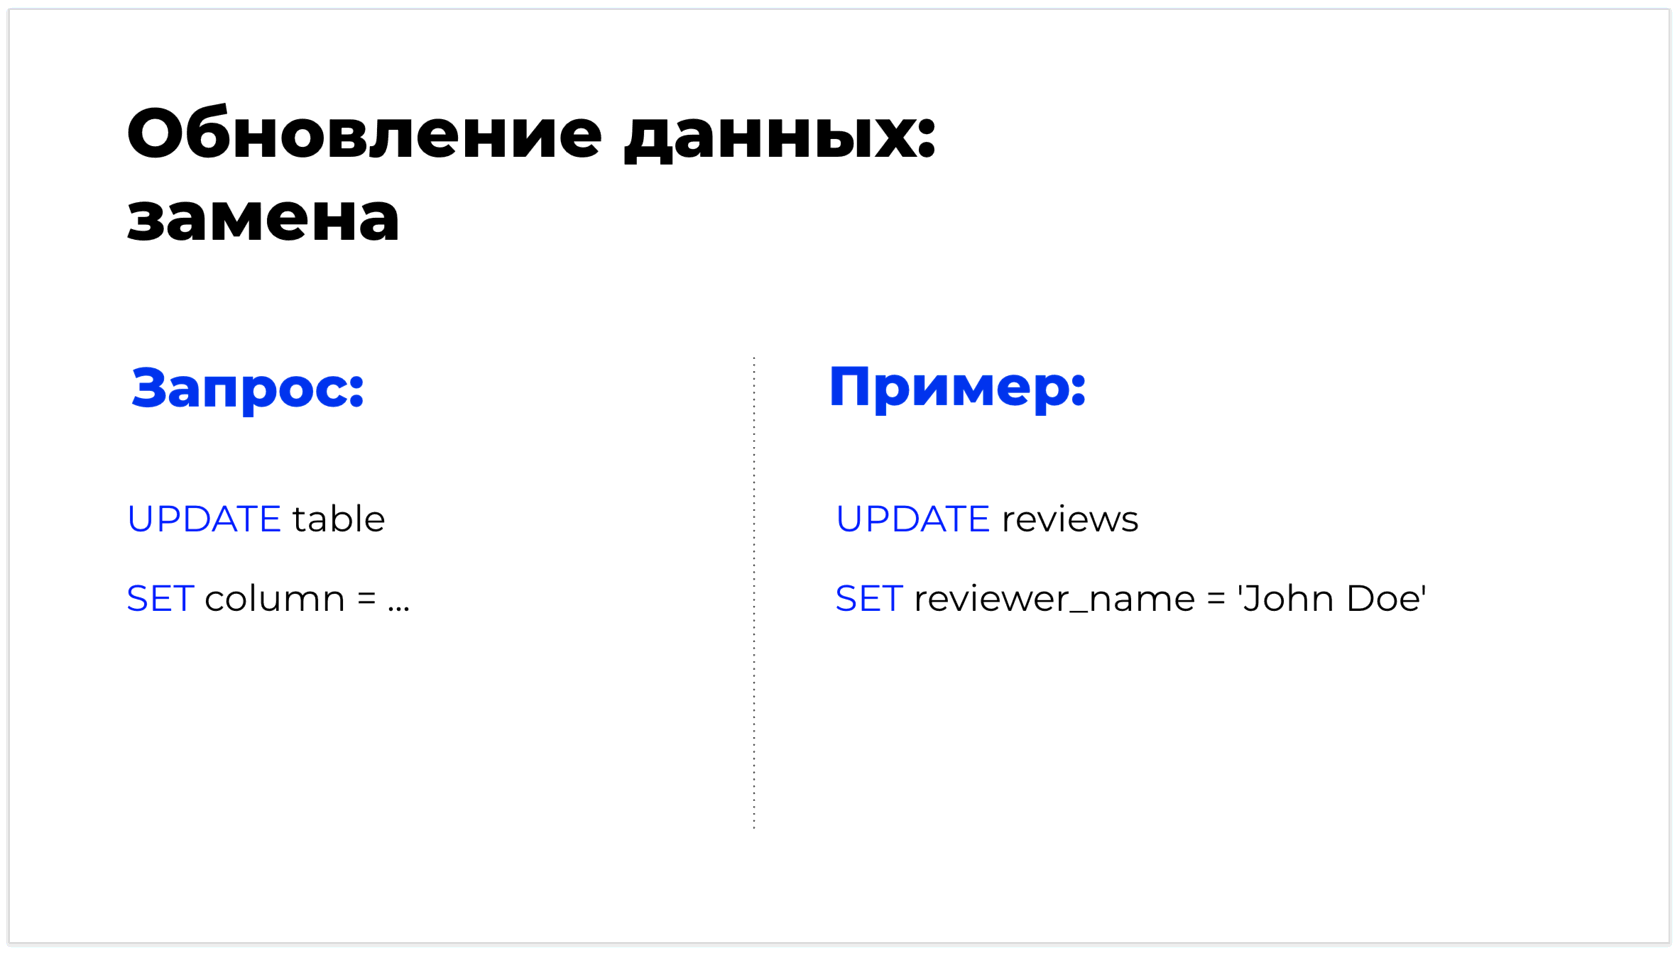 Обновление данных:
замена
Запрос:
UPDATE table
SET column = ...
Пример:
UPDATE reviews
SET reviewer_name = 'John Doe'